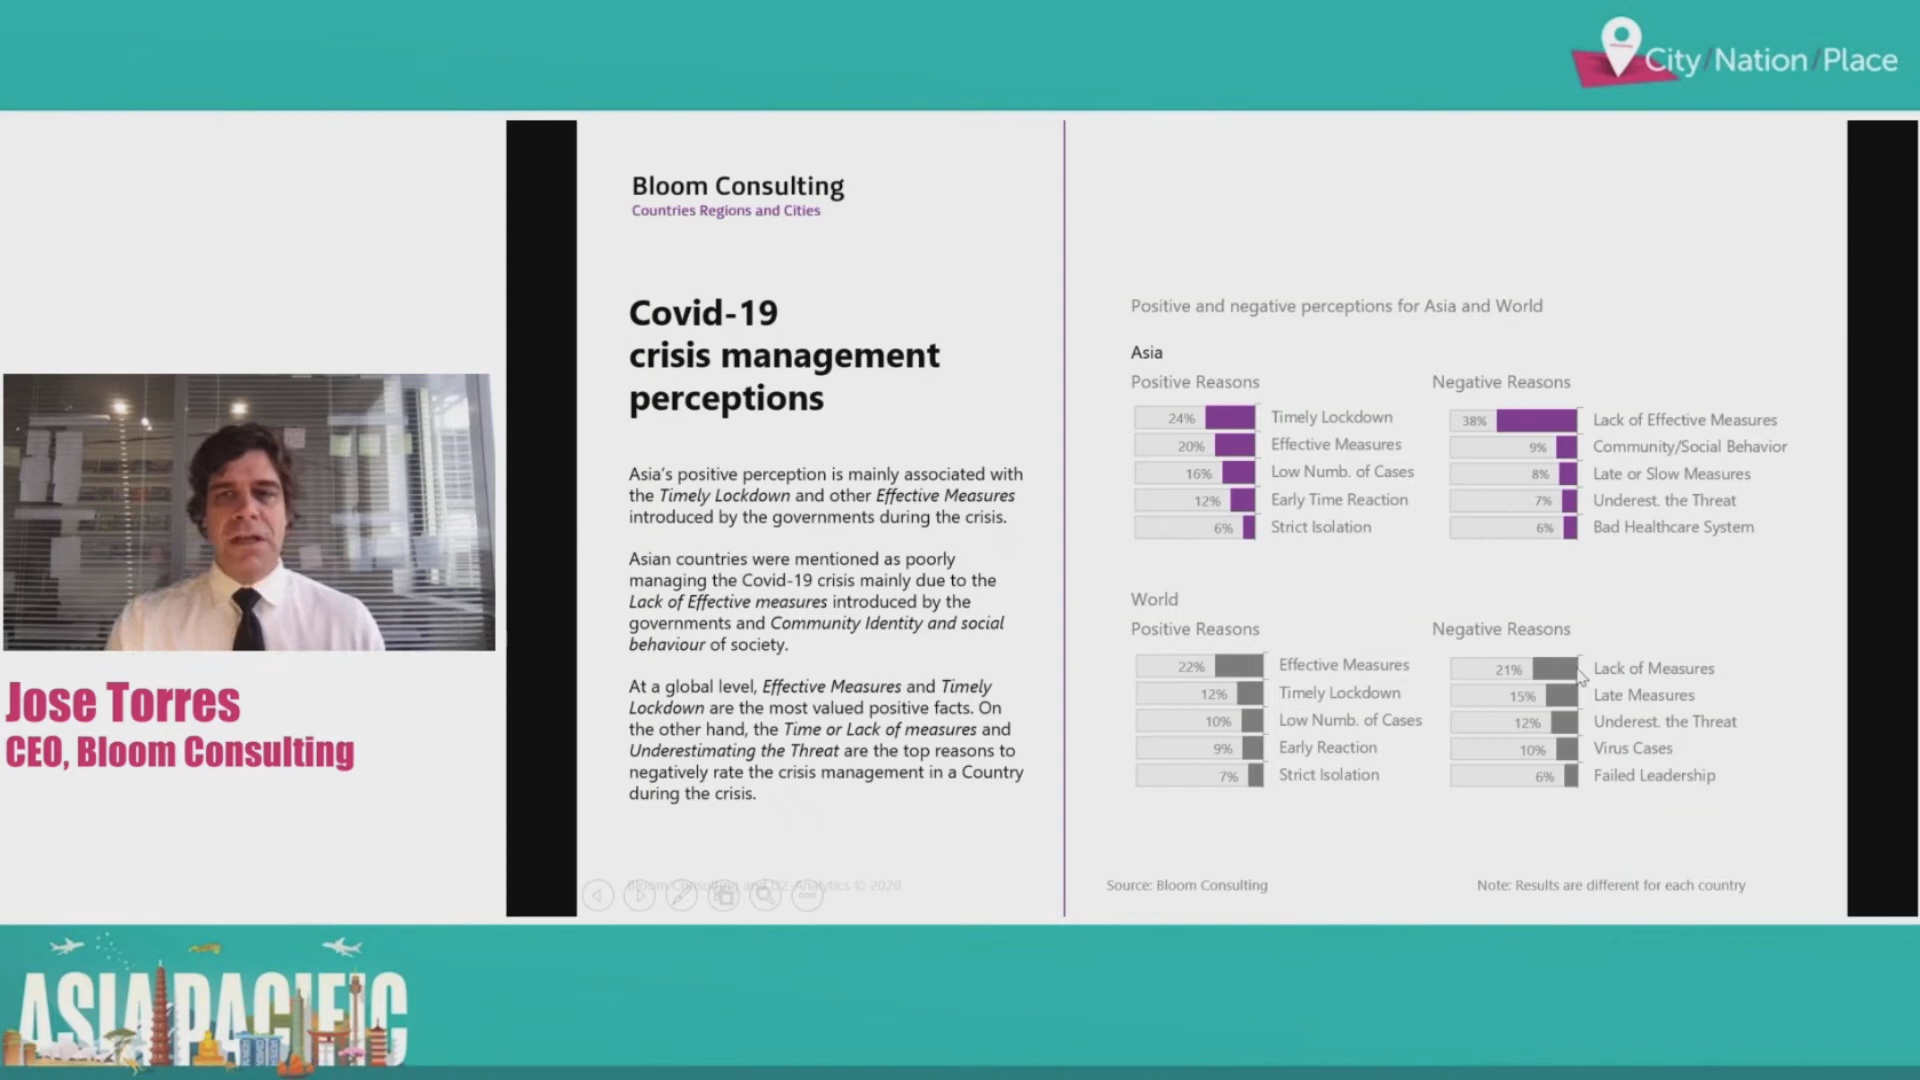 City/Nation/Place
Bloom Consulting
Countries Regions and Cities
Covid-19
crisis management
perceptions
Asia's positive perception is mainly associated with
the Timely Lockdown and other Effective Measures
introduced by the governments during the crisis.
Asian countries were mentioned as poorly
managing the Covid-19 crisis mainly due to the
Lack of Effective measures introduced by the
governments and Community Identity and social
behaviour of society.
At a global level, Effective Measures and Timely
Lockdown are the most valued positive facts. On
the other hand, the Time or Lack of measures and
Underestimating the Threat are the top reasons to
negatively rate the crisis management in a Country
during the crisis.
Bloom Consulting and D2-Analytics © 2020
Positive and negative perceptions for Asia and World
Asia
Positive Reasons
24% Timely Lockdown
20% Effective Measures
16% Low Numb. of Cases
12% Early Time Reaction
6% Strict Isolation
Negative Reasons
38% Lack of Effective Measures
9% Community/Social Behavior
8% Late or Slow Measures
7% Underest. the Threat
6% Bad Healthcare System
World
Positive Reasons
22% Effective Measures
12% Timely Lockdown
10% Low Numb. of Cases
9% Early Reaction
7% Strict Isolation
Negative Reasons
21% Lack of Measures
15% Late Measures
12% Underest. the Threat
10% Virus Cases
6% Failed Leadership
Source: Bloom Consulting
Note: Results are different for each country
Jose Torres
CEO, Bloom Consulting
ASIA PACIFIC